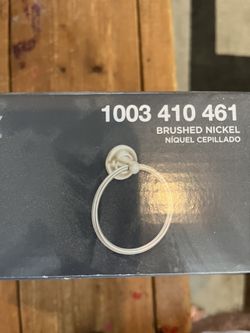 1003 410 461
BRUSHED NICKEL
NÍQUEL CEPILLADO